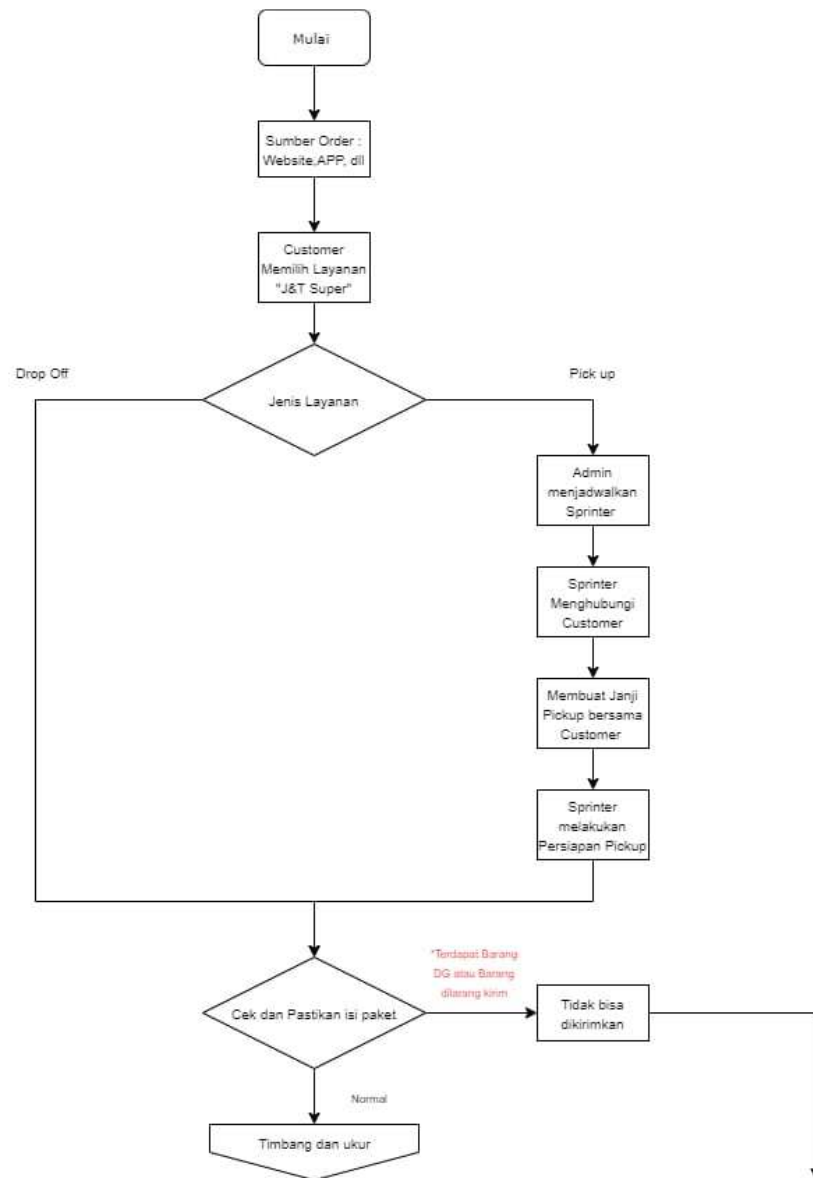 Mulai
Sumber Order :
Website,APP, dll
Customer
Memilih Layanan
"J&T Super"
Drop Off
Jenis Layanan
Pick up
Admin
menjadwalkan
Sprinter
Sprinter
Menghubungi
Customer
Membuat Janji
Pickup bersama
Customer
Sprinter
melakukan
Persiapan Pickup
*Terdapat Barang
DG atau Barang
dilarang kirim
Cek dan Pastikan isi paket
Tidak bisa
dikirimkan
Normal
Timbang dan ukur